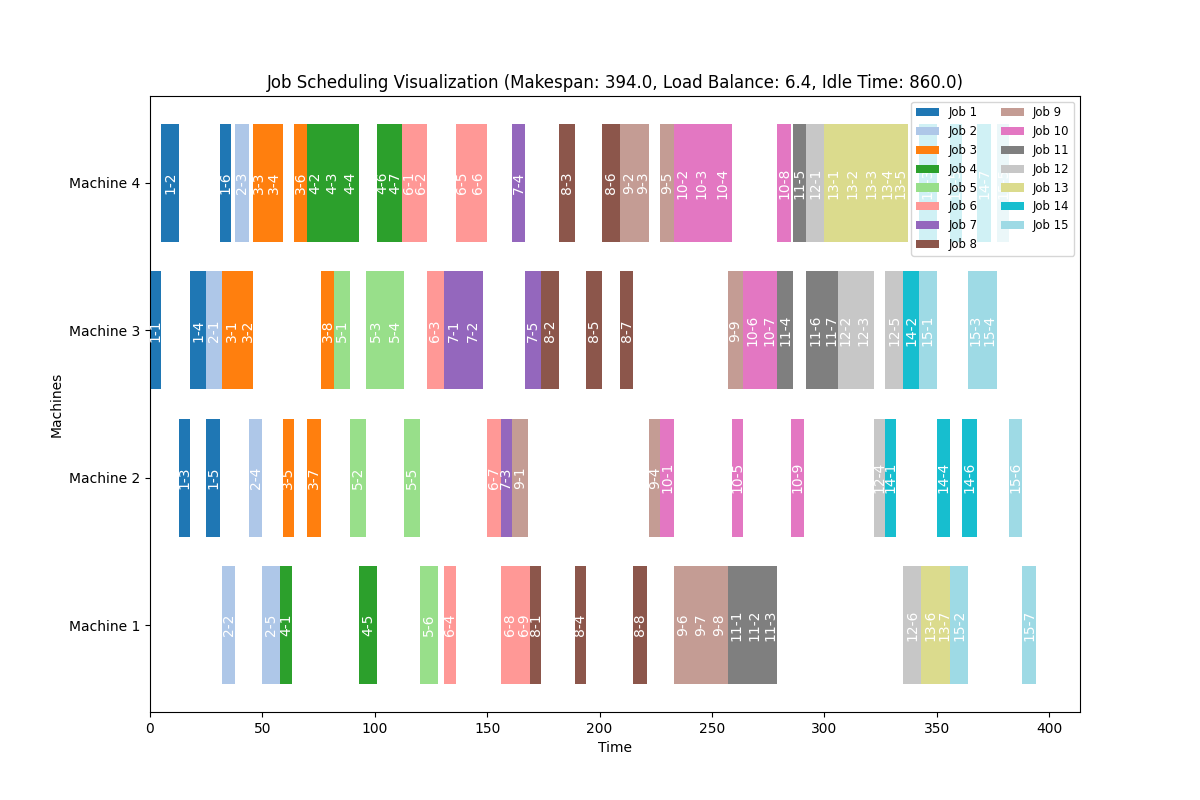 Job Scheduling Visualization (Makespan: 394.0, Load Balance: 6.4, Idle Time: 860.0)
Machines
Machine 4
1-2 1-6 2-3 3-3 3-4 3-6 4-2 4-3 4-4 4-6 4-7 6-1 6-2 6-5 6-6 7-4 8-3 8-6 9-2 9-3 9-5 10-2 10-3 10-4 10-8 11-5 12-1 13-1 13-2 13-3 13-4 13-5
Job 1 Job 9
Job 2 Job 10
Job 3 Job 11
Job 4 Job 12
Job 5 Job 13
Job 6 Job 14
Job 7 Job 15
Job 8
Machine 3
1-1 1-4 2-1 3-1 3-2 3-8 5-1 5-3 5-4 6-3 7-1 7-2 7-5 8-2 8-5 8-7 9-9 10-6 10-7 11-4 11-6 11-7 12-2 12-3 12-5 14-2 15-1 15-3 15-4
Machine 2
1-3 1-5 2-4 3-5 3-7 5-2 5-5 6-7 7-3 9-1 9-4 10-1 10-5 10-9 12-4 14-1 14-4 14-6 15-6
Machine 1
2-2 2-5 4-1 4-5 5-6 6-4 6-8 6-9 8-1 8-4 8-8 9-6 9-7 9-8 11-1 11-2 11-3 12-6 13-6 13-7 15-2 15-7
0 50 100 150 200 250 300 350 400
Time